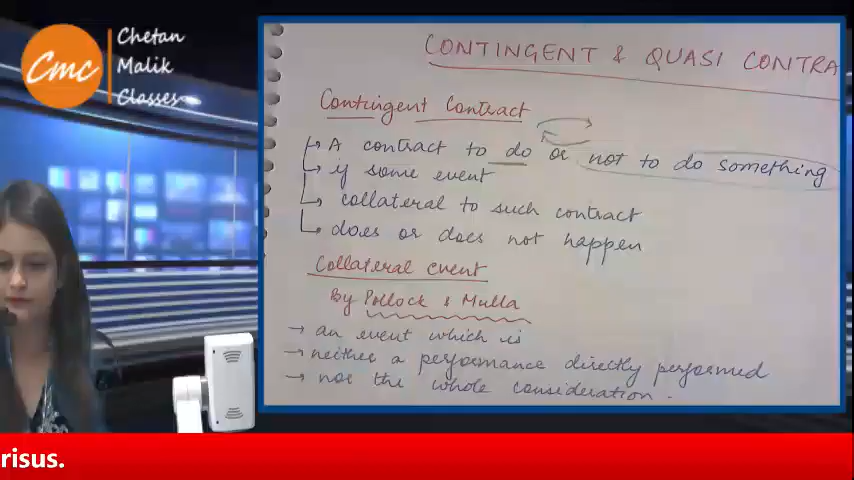 Chetan
Malik
Classes
CMC
CONTINGENT & QUASI CONTRA
Contingent Contract
A contract to do or not to do something
if some event
collateral to such contract
does or does not happen
Collateral event
By Pollock & Mulla
→ an event which is
→ neither a performance directly performed
→ nor the whole consideration.
risus.